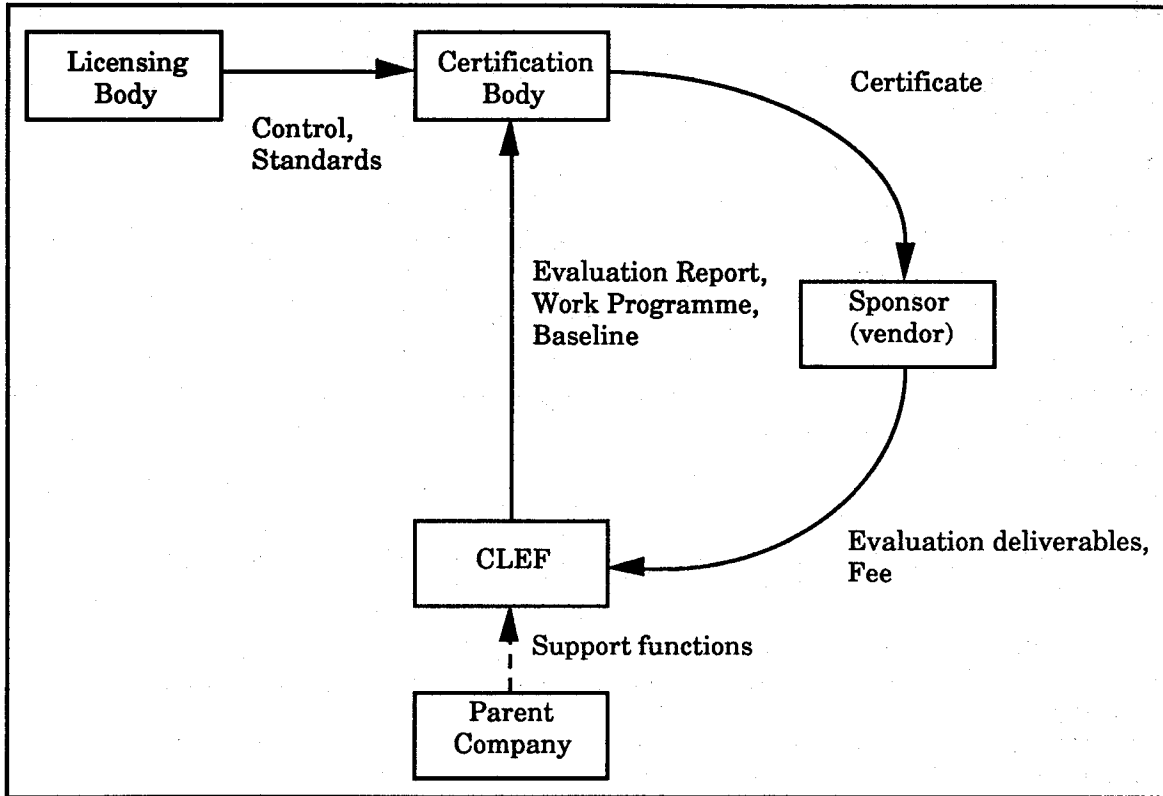 Licensing
Body
Certification
Body
Certificate
Control,
Standards
Evaluation Report,
Work Programme,
Baseline
Sponsor
(vendor)
CLEF
Evaluation deliverables,
Fee
Support functions
Parent
Company